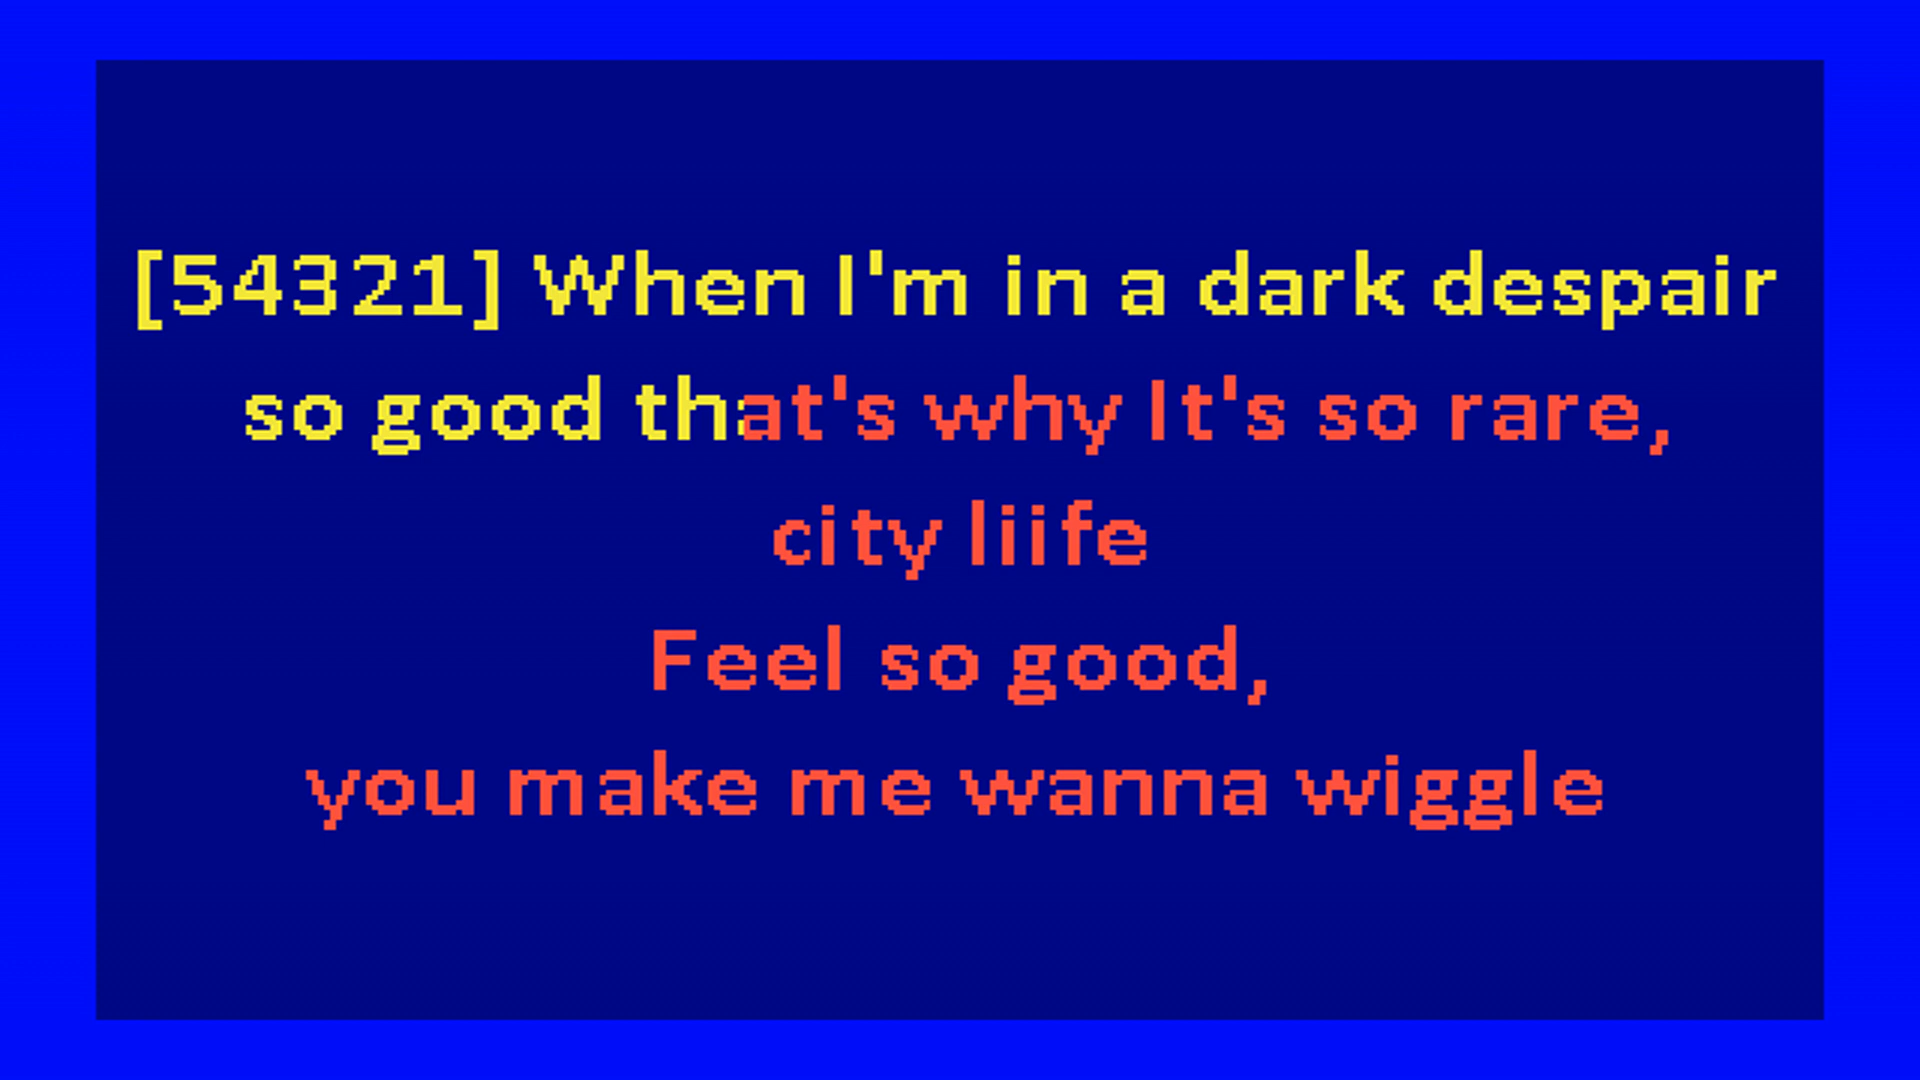 [54321] When I'm in a dark despair
so good that's why It's so rare,
city liife
Feel so good,
you make me wanna wiggle